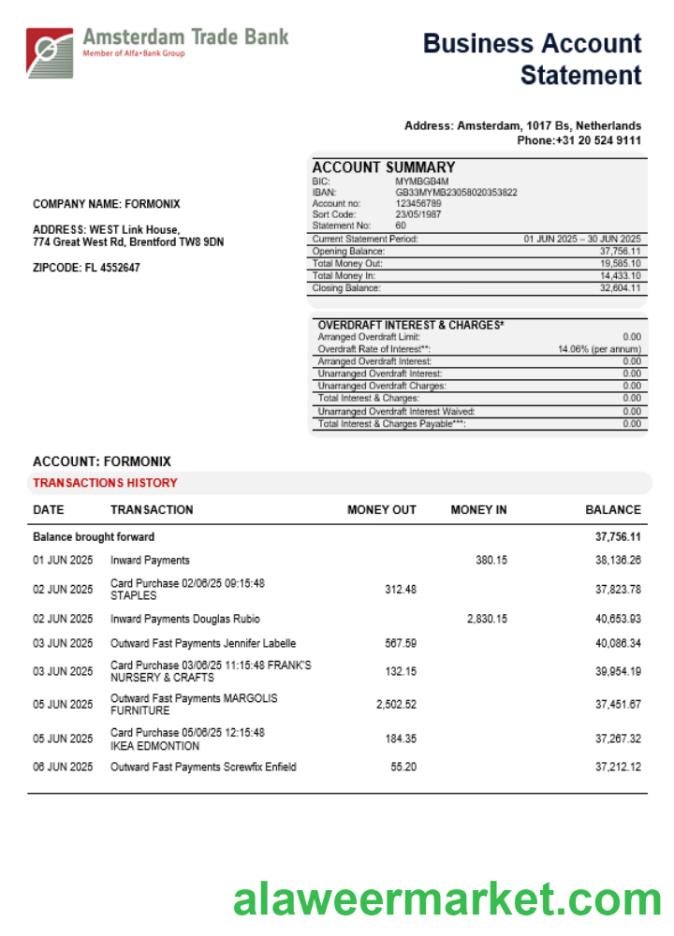 Amsterdam Trade Bank
Member of Alfa•Bank Group
Business Account
Statement
Address: Amsterdam, 1017 Bs, Netherlands
Phone:+31 20 524 9111
COMPANY NAME: FORMONIX
ADDRESS: WEST Link House,
774 Great West Rd, Brentford TW8 9DN
ZIPCODE: FL 4552647
ACCOUNT SUMMARY
BIC: MYMBGB4M
IBAN: GB33MYMB23058020353822
Account no: 123456789
Sort Code: 23/05/1987
Statement No: 60
Current Statement Period: 01 JUN 2025 – 30 JUN 2025
Opening Balance: 37,756.11
Total Money Out: 19,585.10
Total Money In: 14,433.10
Closing Balance: 32,604.11
OVERDRAFT INTEREST & CHARGES*
Arranged Overdraft Limit: 0.00
Overdraft Rate of Interest**: 14.06% (per annum)
Arranged Overdraft Interest: 0.00
Unarranged Overdraft Interest: 0.00
Unarranged Overdraft Charges: 0.00
Total Interest & Charges: 0.00
Unarranged Overdraft Interest Waived: 0.00
Total Interest & Charges Payable***: 0.00
ACCOUNT: FORMONIX
TRANSACTIONS HISTORY
DATE TRANSACTION MONEY OUT MONEY IN BALANCE
Balance brought forward 37,756.11
01 JUN 2025 Inward Payments 380.15 38,136.26
02 JUN 2025 Card Purchase 02/06/25 09:15:48 312.48 37,823.78
STAPLES
02 JUN 2025 Inward Payments Douglas Rubio 2,830.15 40,653.93
03 JUN 2025 Outward Fast Payments Jennifer Labelle 567.59 40,086.34
03 JUN 2025 Card Purchase 03/06/25 11:15:48 FRANK'S 132.15 39,954.19
NURSERY & CRAFTS
05 JUN 2025 Outward Fast Payments MARGOLIS 2,502.52 37,451.67
FURNITURE
05 JUN 2025 Card Purchase 05/06/25 12:15:48 184.35 37,267.32
IKEA EDMONTION
06 JUN 2025 Outward Fast Payments Screwfix Enfield 55.20 37,212.12
alaweermarket.com